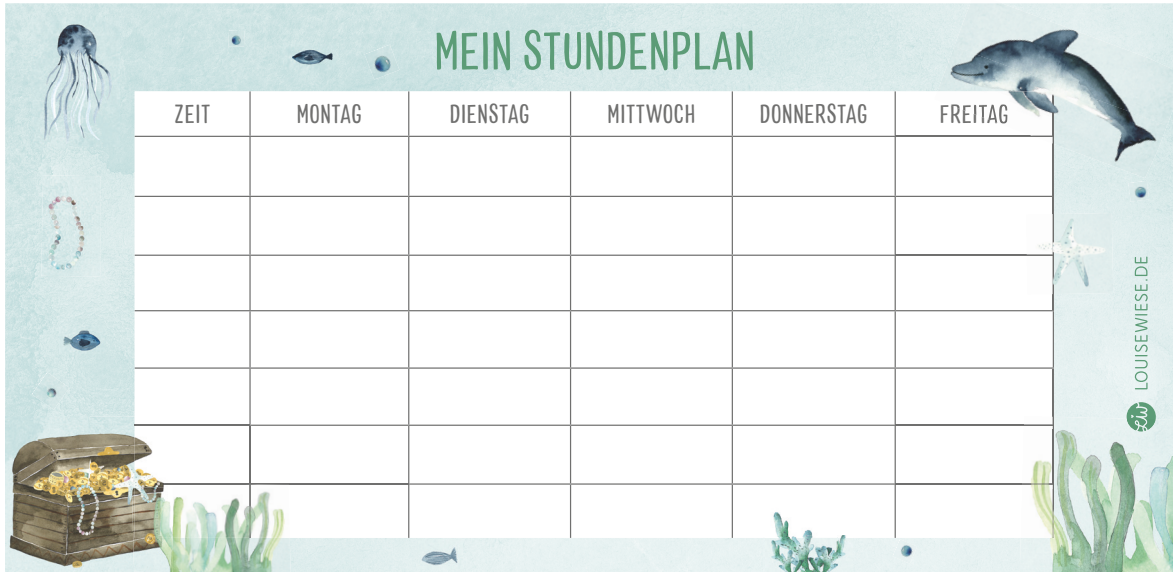 MEIN STUNDENPLAN
ZEIT MONTAG DIENSTAG MITTWOCH DONNERSTAG FREITAG
LOUISEWIESE.DE